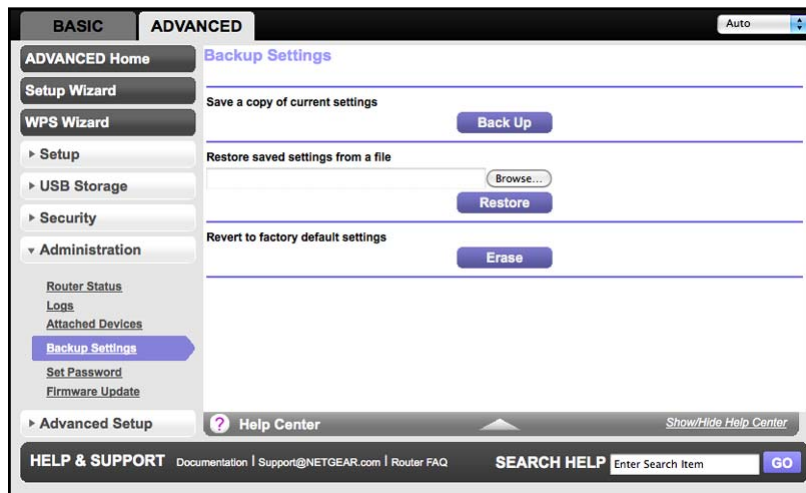 BASIC
ADVANCED
Auto
ADVANCED Home
Setup Wizard
WPS Wizard
Setup
USB Storage
Security
Administration
Router Status
Logs
Attached Devices
Backup Settings
Set Password
Firmware Update
Advanced Setup
Backup Settings
Save a copy of current settings
Back Up
Restore saved settings from a file
Browse...
Restore
Revert to factory default settings
Erase
? Help Center
Show/Hide Help Center
HELP & SUPPORT Documentation | Support@NETGEAR.com | Router FAQ
SEARCH HELP Enter Search Item GO